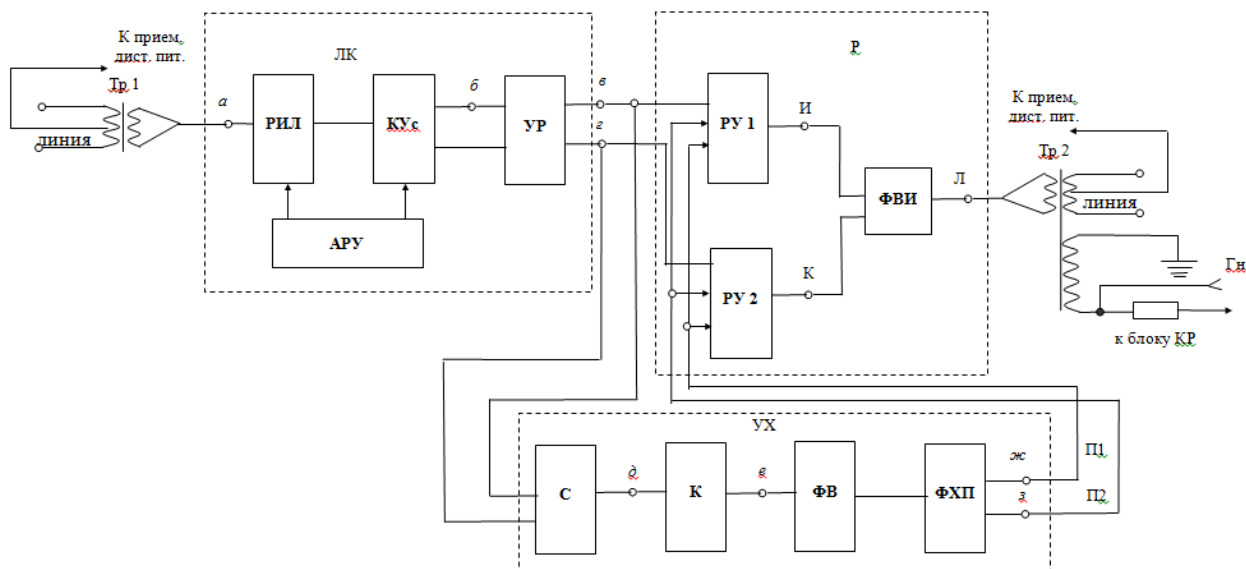 К прием,
дист, пит.
Тр 1
линия
а
ЛК
РИЛ
КУс
б
УР
в
г
АРУ
Р
РУ 1
И
РУ 2
К
ФВИ
Л
К прием,
дист, пит.
Тр 2
линия
Гн
к блоку КР
УХ
С
д
К
е
ФВ
ФХП
ж
з
П1
П2